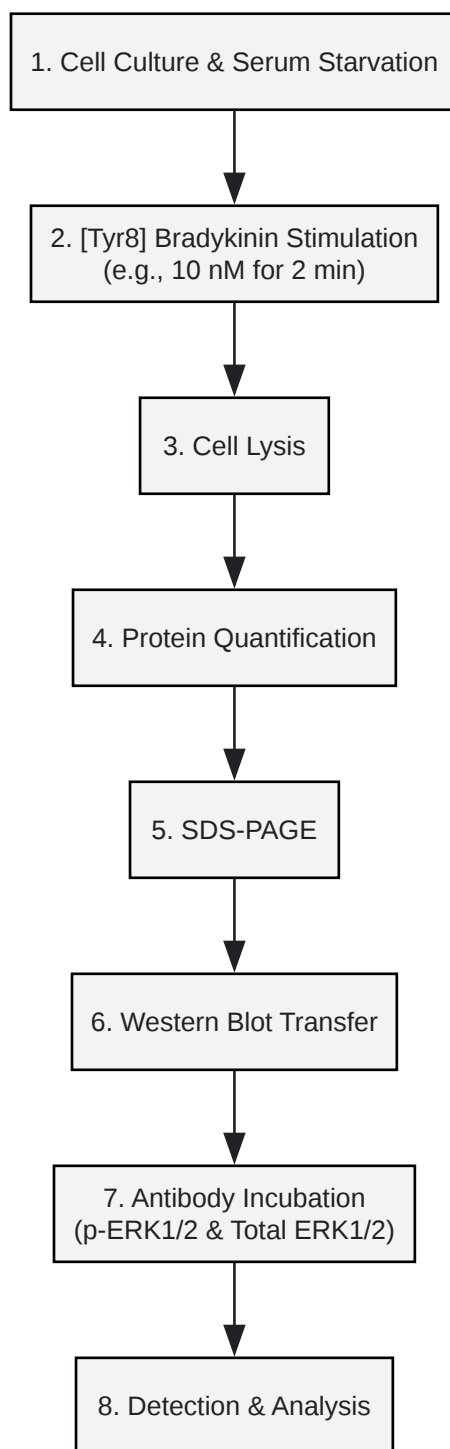 1. Cell Culture & Serum Starvation
2. [Tyr8] Bradykinin Stimulation
(e.g., 10 nM for 2 min)
3. Cell Lysis
4. Protein Quantification
5. SDS-PAGE
6. Western Blot Transfer
7. Antibody Incubation
(p-ERK1/2 & Total ERK1/2)
8. Detection & Analysis